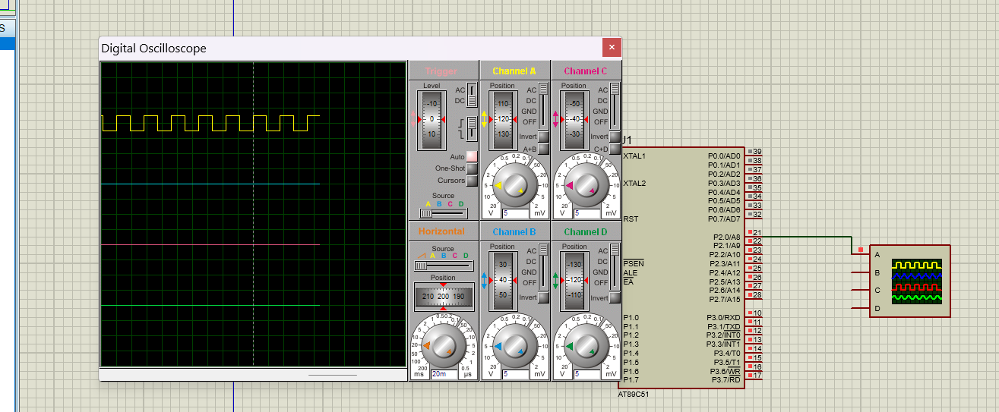 S
Digital Oscilloscope
Trigger
Level
-10
0
10
AC
DC
Auto
One-Shot
Cursors
Source
A B C D
Channel A
Position
110
120
130
AC
DC
GND
OFF
Invert
A+B
20 10 5 2 1 0.5 0.2 0.1 50 20 10 5 2
V 5 mV
Channel C
Position
-50
-40
-30
AC
DC
GND
OFF
Invert
C+D
20 10 5 2 1 0.5 0.2 0.1 50 20 10 5 2
V 5 mV
Horizontal
Source
A B C D
Position
210 200 190
200 100 50 20 10 5 2 1 0.5 0.2 0.1 50 20 10 5 2 1 0.5
ms 20m µs
Channel B
Position
30
40
50
AC
DC
GND
OFF
Invert
20 10 5 2 1 0.5 0.2 0.1 50 20 10 5 2
V 5 mV
Channel D
Position
-130
-120
-110
AC
DC
GND
OFF
Invert
20 10 5 2 1 0.5 0.2 0.1 50 20 10 5 2
V 5 mV
U1
XTAL1
XTAL2
RST
PSEN
ALE
EA
P1.0
P1.1
P1.2
P1.3
P1.4
P1.5
P1.6
P1.7
P0.0/AD0 39
P0.1/AD1 38
P0.2/AD2 37
P0.3/AD3 36
P0.4/AD4 35
P0.5/AD5 34
P0.6/AD6 33
P0.7/AD7 32
P2.0/A8 21
P2.1/A9 22
P2.2/A10 23
P2.3/A11 24
P2.4/A12 25
P2.5/A13 26
P2.6/A14 27
P2.7/A15 28
P3.0/RXD 10
P3.1/TXD 11
P3.2/INT0 12
P3.3/INT1 13
P3.4/T0 14
P3.5/T1 15
P3.6/WR 16
P3.7/RD 17
AT89C51
A
B
C
D